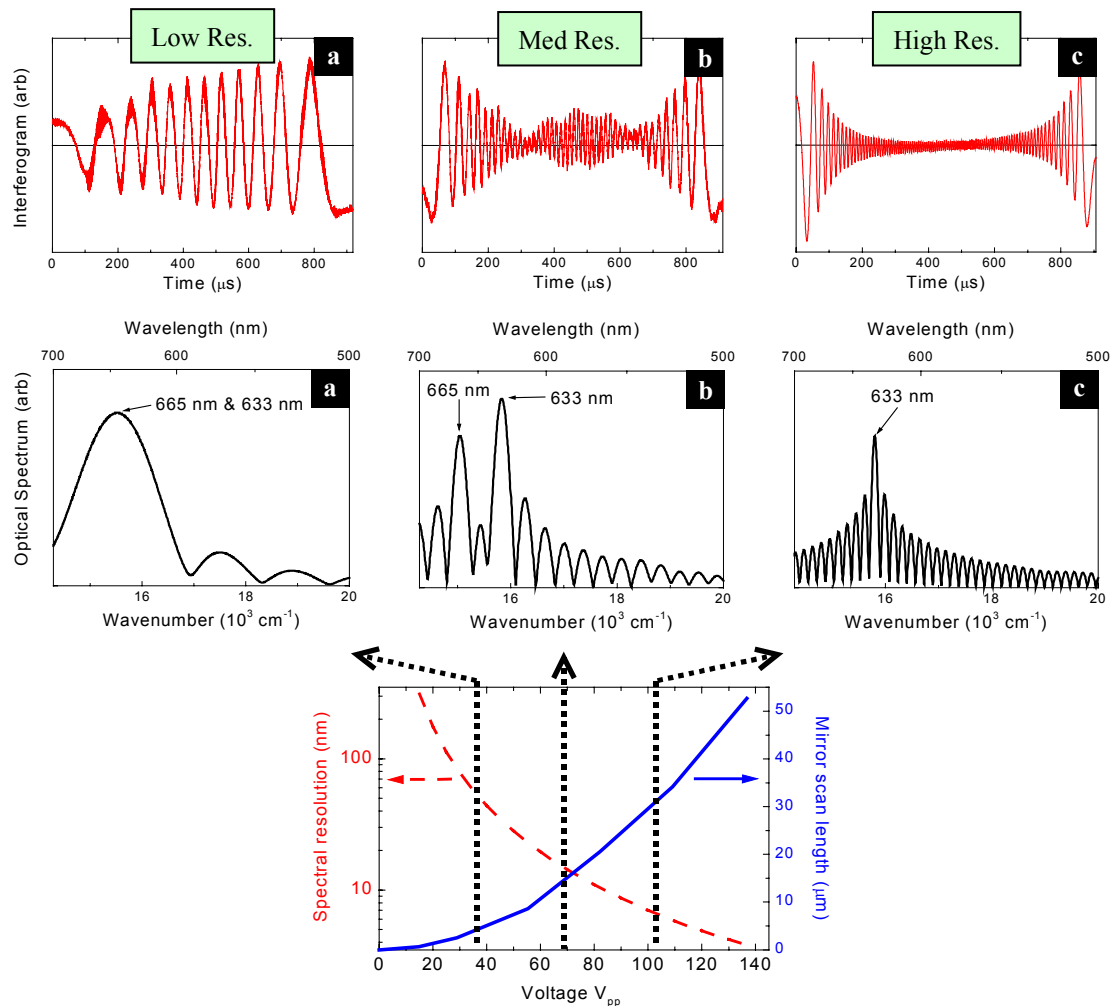 Low Res.
Med Res.
High Res.
Interferogram (arb)
a
b
c
0 200 400 600 800
0 200 400 600 800
0 200 400 600 800
Time (μs)
Time (μs)
Time (μs)
Wavelength (nm)
Wavelength (nm)
Wavelength (nm)
700 600 500
700 600 500
700 600 500
Optical Spectrum (arb)
a
665 nm & 633 nm
b
665 nm
633 nm
c
633 nm
16 18 20
16 18 20
16 18 20
Wavenumber (10³ cm⁻¹)
Wavenumber (10³ cm⁻¹)
Wavenumber (10³ cm⁻¹)
Spectral resolution (nm)
100
10
50
40
30
20
10
0
Mirror scan length (μm)
0 20 40 60 80 100 120 140
Voltage Vpp